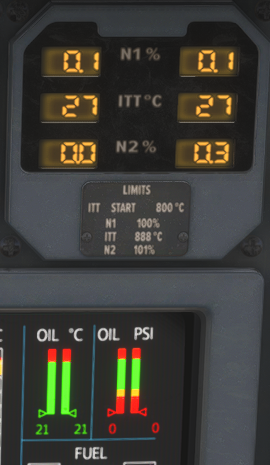 0.1 N1% 0.1
27 ITT°C 27
0.0 N2% 0.3
LIMITS
ITT START 800°C
N1 100%
ITT 888°C
N2 101%
C OIL °C OIL PSI
21 21 0 0
FUEL